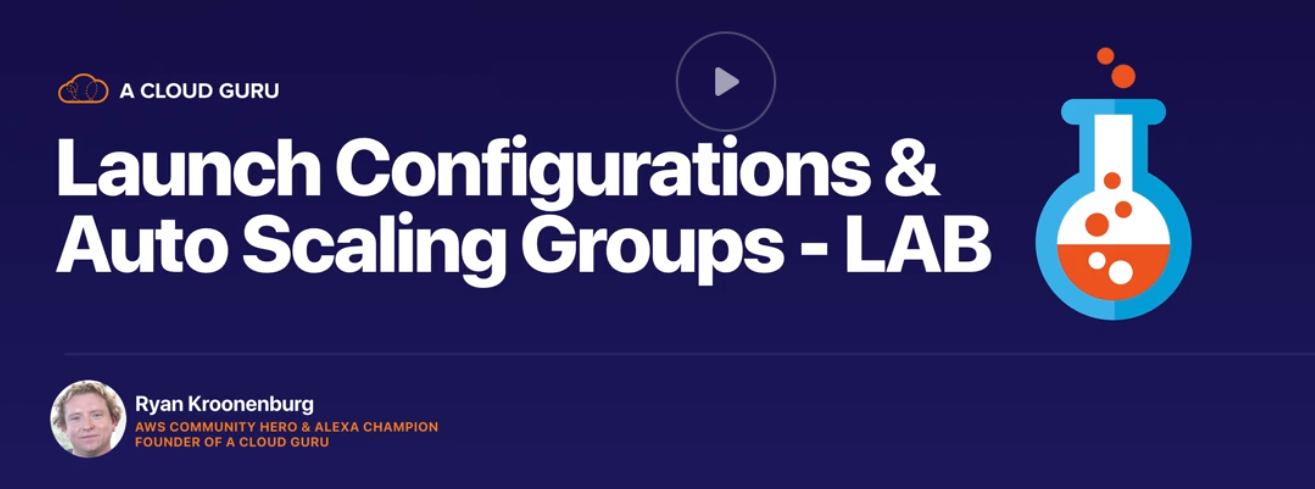 A CLOUD GURU
Launch Configurations &
Auto Scaling Groups - LAB
Ryan Kroonenburg
AWS COMMUNITY HERO & ALEXA CHAMPION
FOUNDER OF A CLOUD GURU